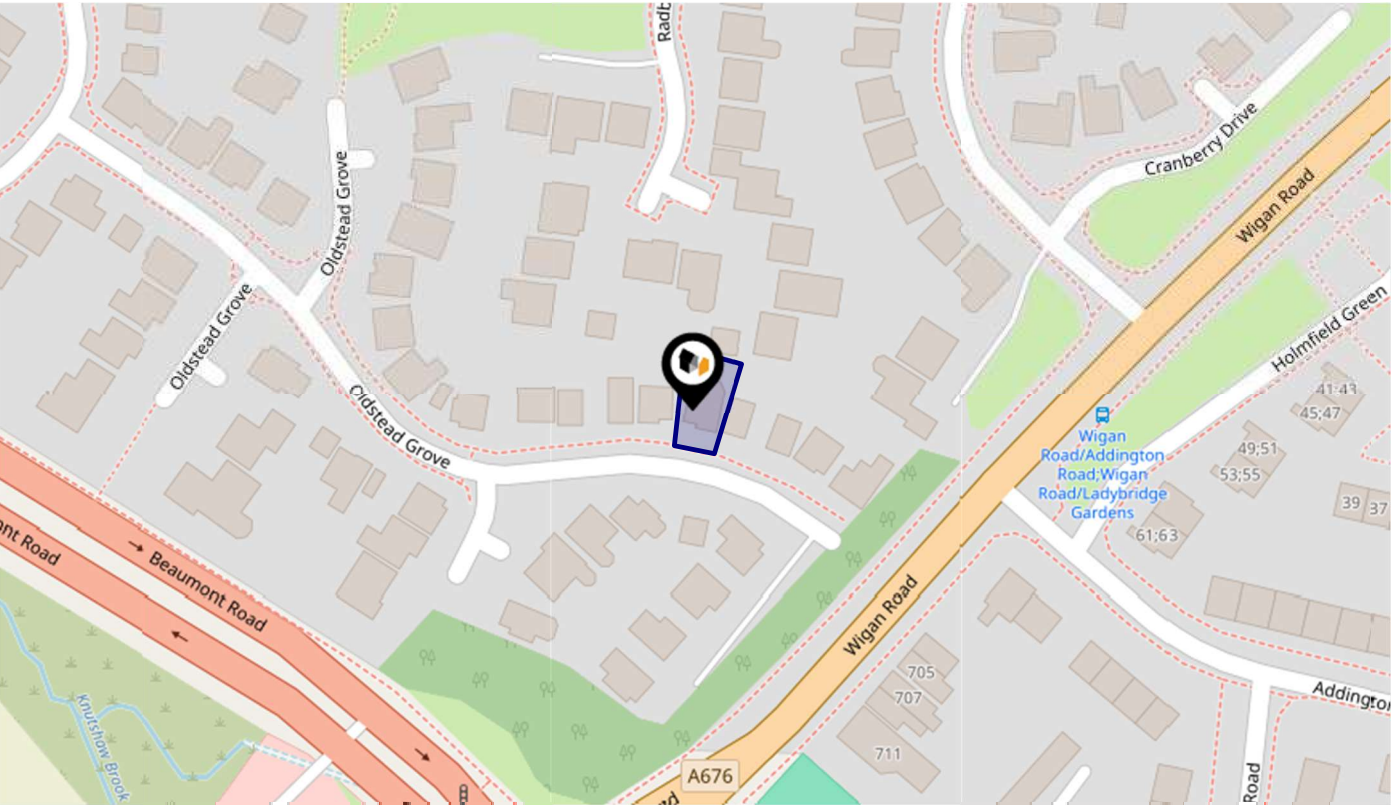 Radb
Cranberry Drive
Wigan Road
Oldstead Grove
Oldstead Grove
Holmfield Green
Oldstead Grove
41;43
45;47
Wigan
Road/Addington
Road;Wigan
Road/Ladybridge
Gardens
49;51
53;55
39
37
61;63
ont Road
Beaumont Road
Wigan Road
705
707
711
Addington
Knutshaw Brook
A676
Road